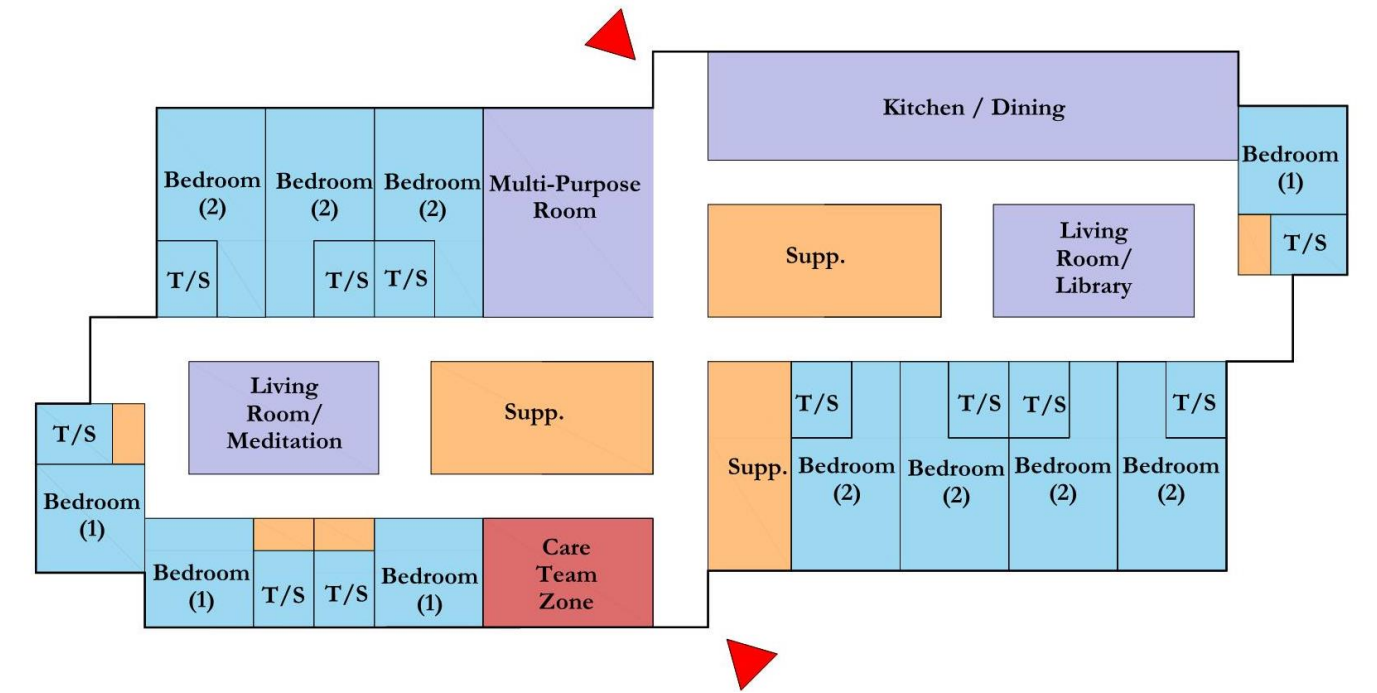 Kitchen / Dining
Bedroom
(2)
Bedroom
(2)
Bedroom
(2)
Multi-Purpose
Room
Bedroom
(1)
T/S
T/S
T/S
Supp.
Living
Room/
Library
T/S
Living
Room/
Meditation
Supp.
T/S
Bedroom
(1)
Supp.
T/S
T/S
T/S
T/S
Bedroom
(2)
Bedroom
(2)
Bedroom
(2)
Bedroom
(2)
Bedroom
(1)
T/S
T/S
Bedroom
(1)
Care
Team
Zone